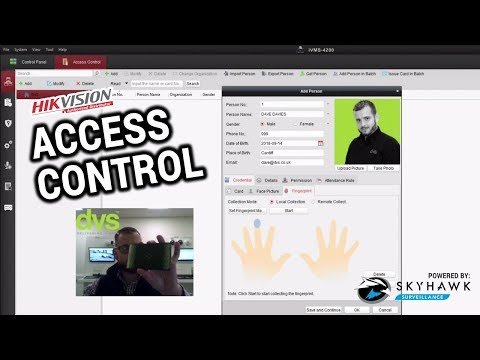 iVMS-4200
System
View
Tool
Help
Control Panel
Access Control
Search
Add
Modify
Delete
Change Organization
Import Person
Export Person
Get Person
Add Person in Batch
Issue Card in Batch
Add
Modify
Delete
Read
Input the name or card No.
No.
Person No.
Person Name
Organization
Gender
HIKVISION
ACCESS
CONTROL
dvs
Add Person
Person No.: 1
Person Name: DAVE DAVIES
Gender: Male Female
Phone No.: 999
Date of Birth: 2018-09-14
Place of Birth: Cardiff
Email: dave@dvs.co.uk
Upload Picture
Take Photo
Credential
Details
Permission
Attendance Rule
Card
Face Picture
Fingerprint
Collection Mode: Local Collection Remote Collect...
Set Fingerprint Ma...
Start
Delete
Note: Click Start to start collecting the fingerprint.
Save and Continue
OK
Cancel
POWERED BY:
SKYHAWK
SURVEILLANCE